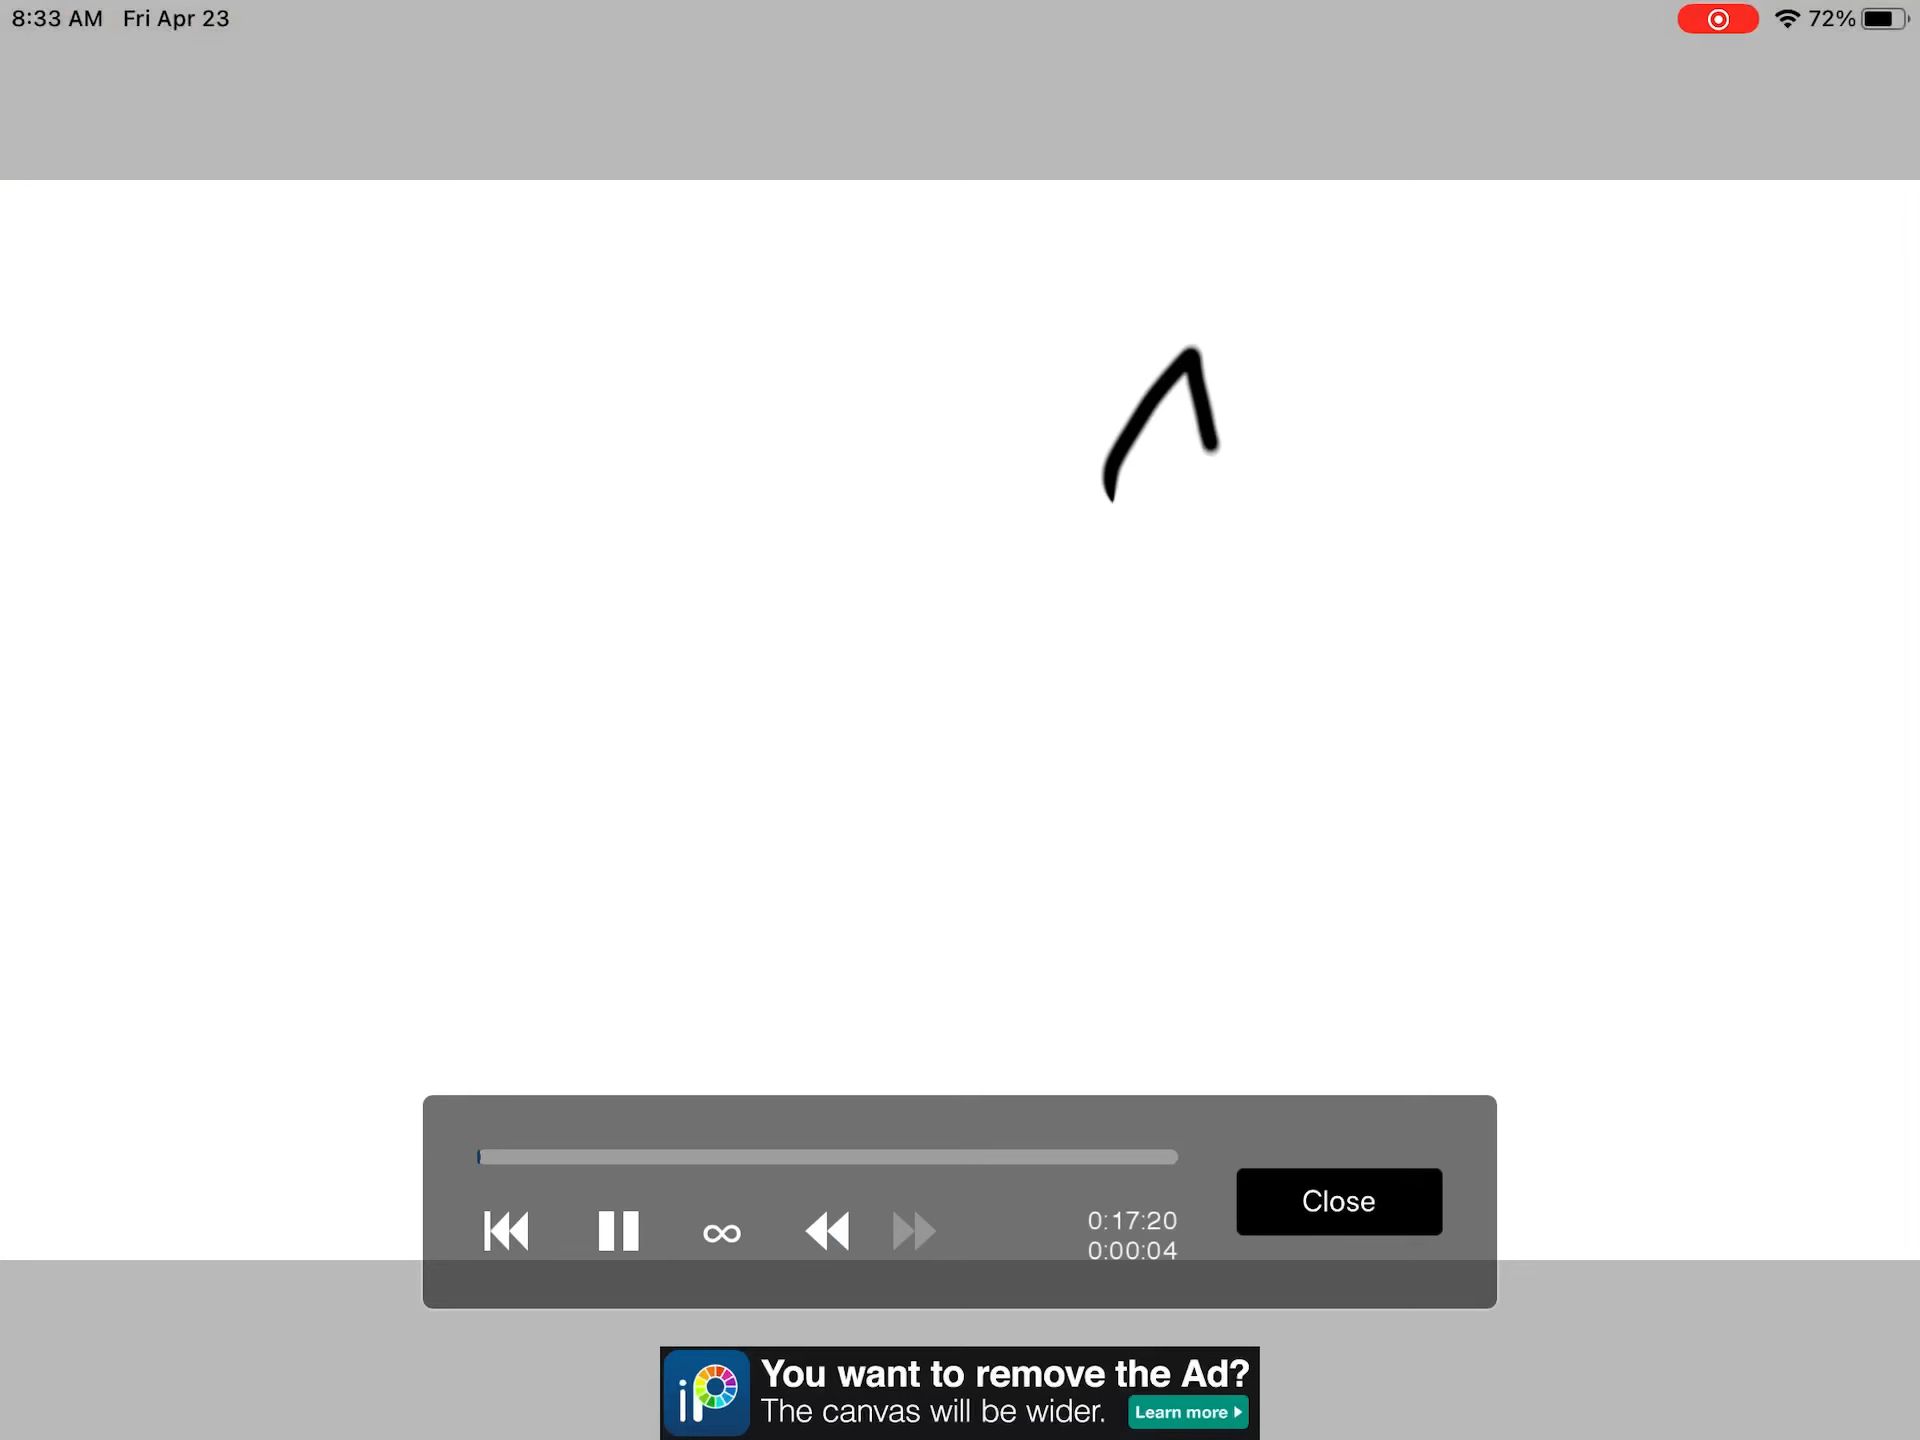 8:33 AM Fri Apr 23
72%
0:17:20
0:00:04
Close
iP
You want to remove the Ad?
The canvas will be wider.
Learn more